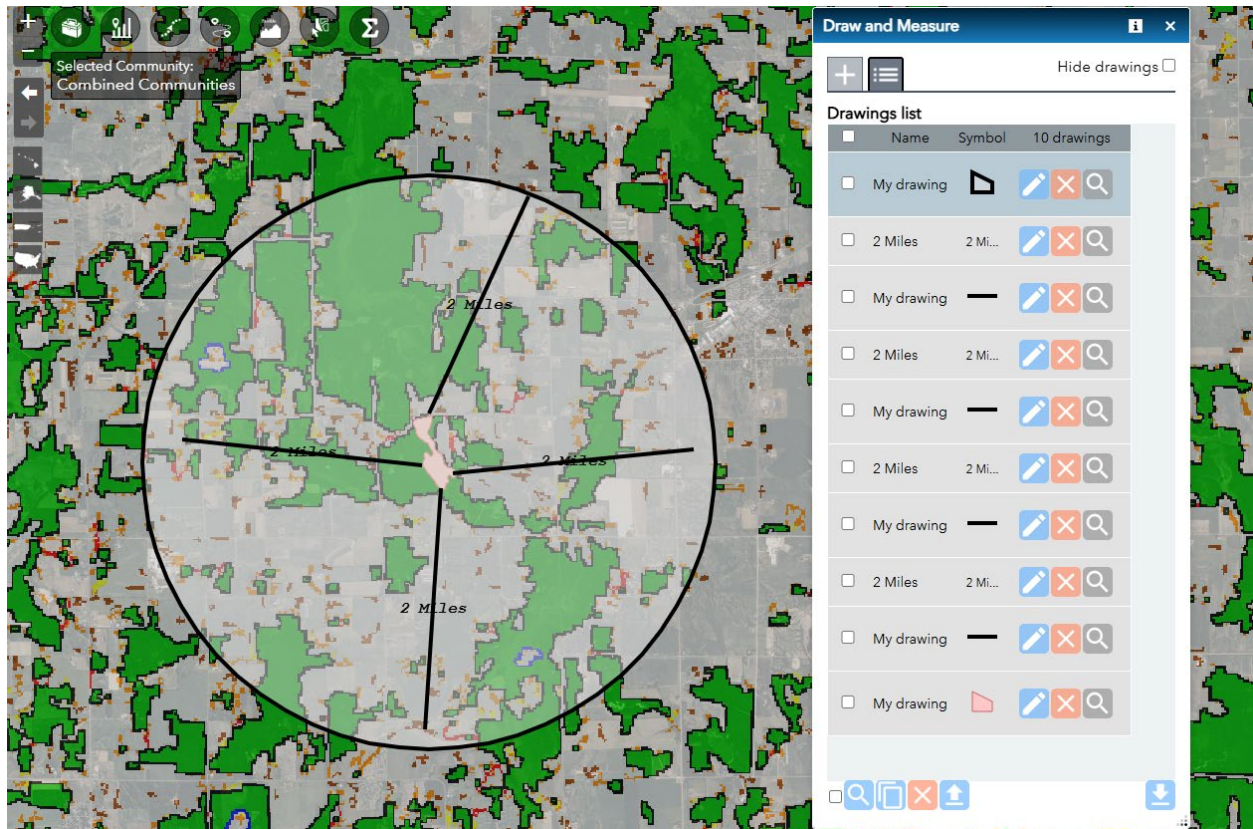 Selected Community:
Combined Communities
2 Miles
2 Miles
2 Miles
2 Miles
Draw and Measure
Hide drawings
Drawings list
Name Symbol 10 drawings
My drawing
2 Miles 2 Mi...
My drawing
2 Miles 2 Mi...
My drawing
2 Miles 2 Mi...
My drawing
2 Miles 2 Mi...
My drawing
My drawing